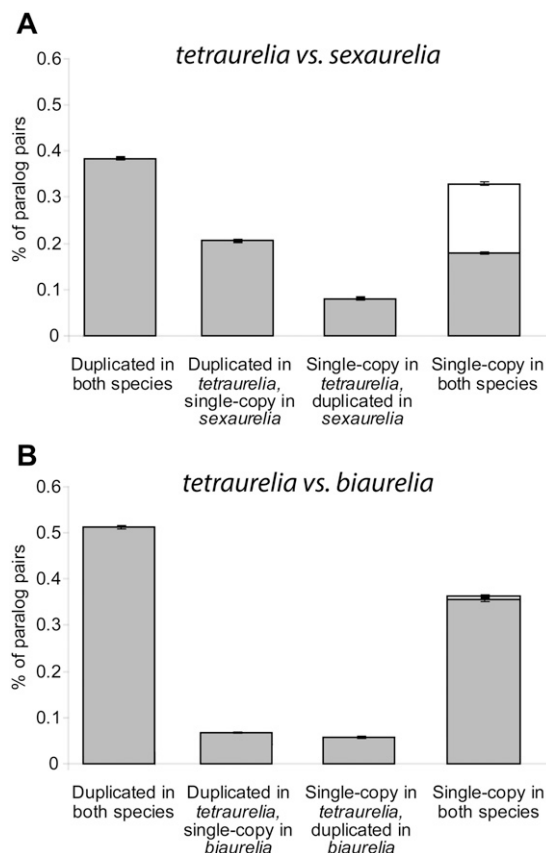 A
tetraurelia vs. sexaurelia
% of paralog pairs
0.6
0.5
0.4
0.3
0.2
0.1
0
Duplicated in
both species
Duplicated in
tetraurelia,
single-copy in
sexaurelia
Single-copy in
tetraurelia,
duplicated in
sexaurelia
Single-copy in
both species
B
tetraurelia vs. biaurelia
% of paralog pairs
0.6
0.5
0.4
0.3
0.2
0.1
0
Duplicated in
both species
Duplicated in
tetraurelia,
single-copy in
biaurelia
Single-copy in
tetraurelia,
duplicated in
biaurelia
Single-copy in
both species